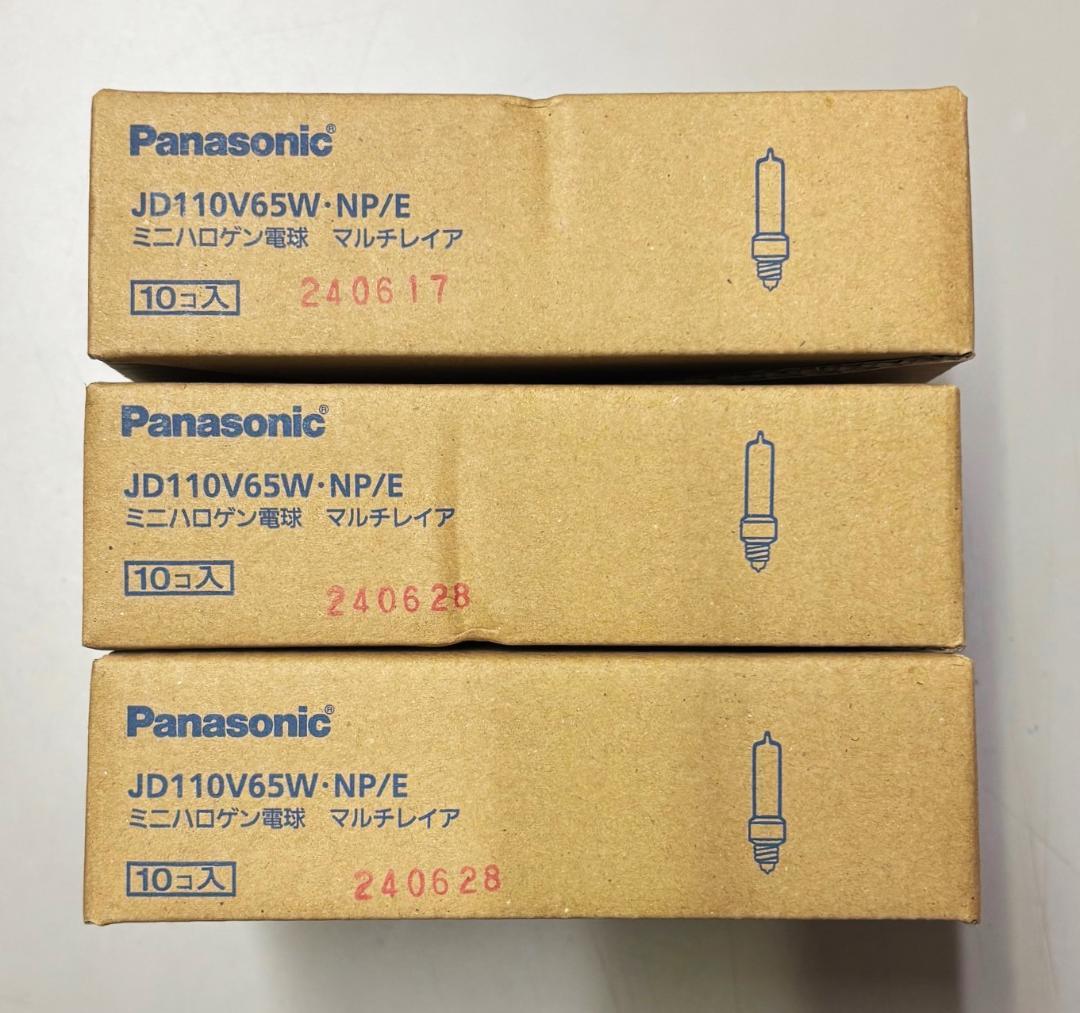 Panasonic®
JD110V65W･NP/E
ミニハロゲン電球 マルチレイア
10コ入 240617
Panasonic®
JD110V65W･NP/E
ミニハロゲン電球 マルチレイア
10コ入 240628
Panasonic®
JD110V65W･NP/E
ミニハロゲン電球 マルチレイア
10コ入 240628